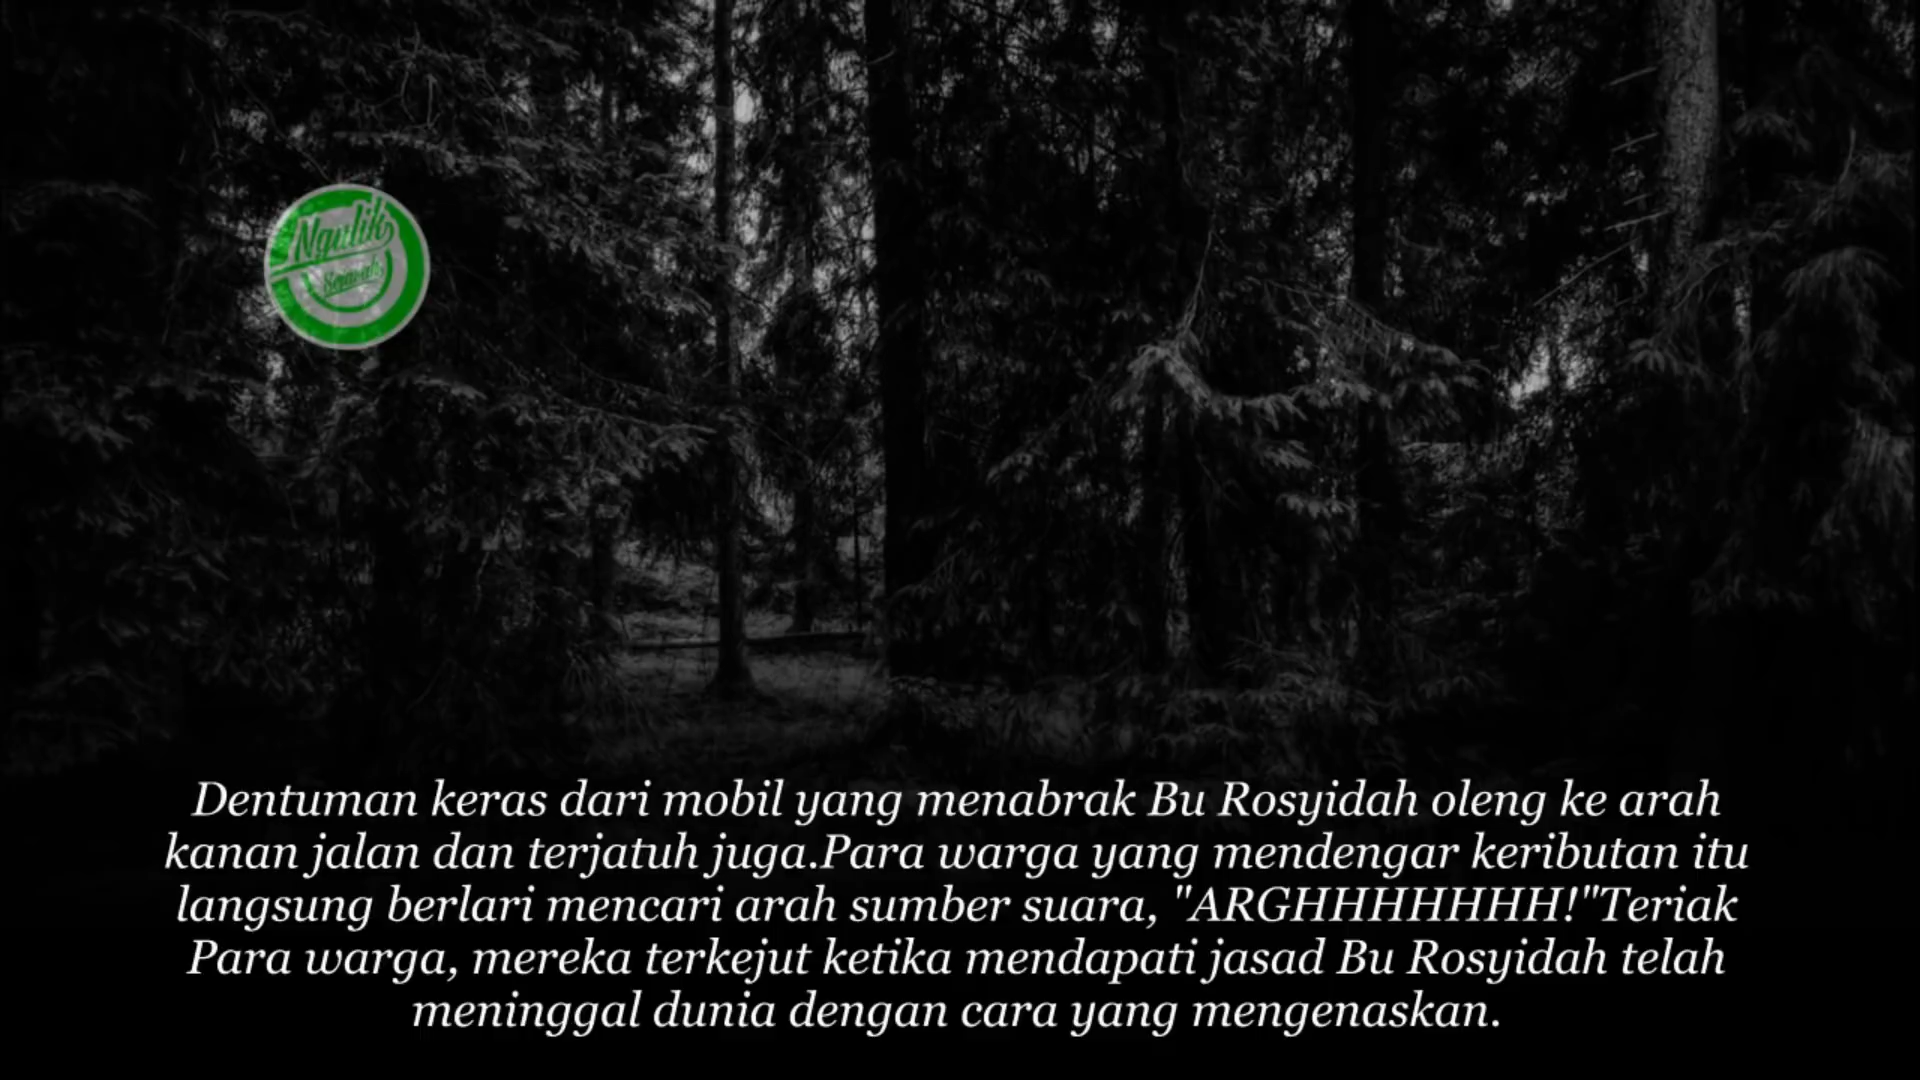 Ngulik
Sejarah
Dentuman keras dari mobil yang menabrak Bu Rosyidah oleng ke arah
kanan jalan dan terjatuh juga.Para warga yang mendengar keributan itu
langsung berlari mencari arah sumber suara, "ARGHHHHHHH!"Teriak
Para warga, mereka terkejut ketika mendapati jasad Bu Rosyidah telah
meninggal dunia dengan cara yang mengenaskan.